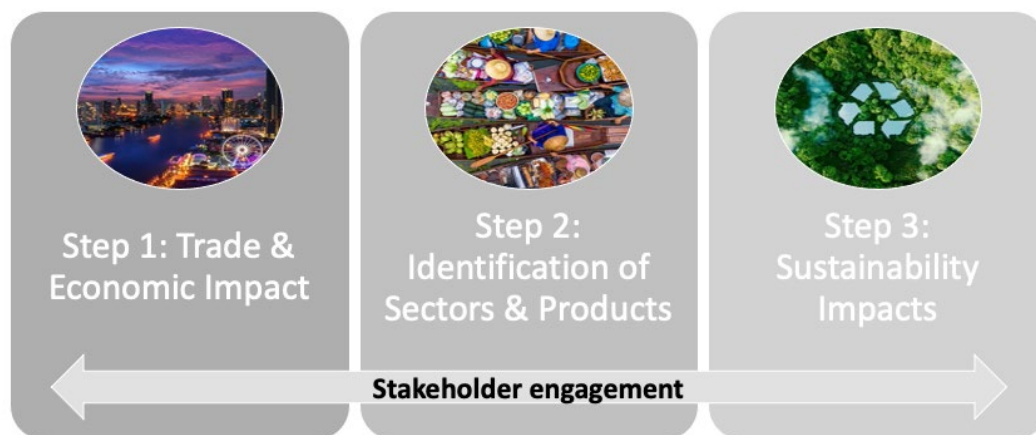 Step 1: Trade &
Economic Impact
Step 2:
Identification of
Sectors & Products
Step 3:
Sustainability
Impacts
Stakeholder engagement